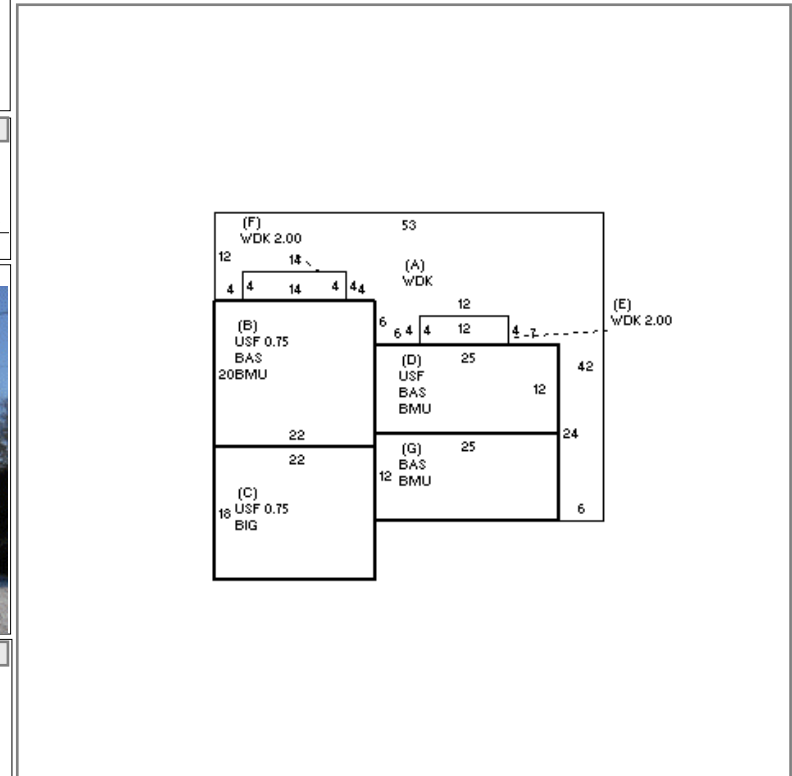 (F)
WDK 2.00
53
12
14
(A)
WDK
4 4 14 4 4 4
12
(E)
WDK 2.00
6
6 4 4 12 4 7
(B)
USF 0.75
BAS
20 BMU
(D)
USF
BAS
BMU
25
12
42
22
22
(G)
BAS
BMU
25
12
24
(C)
USF 0.75
BIG
18
6